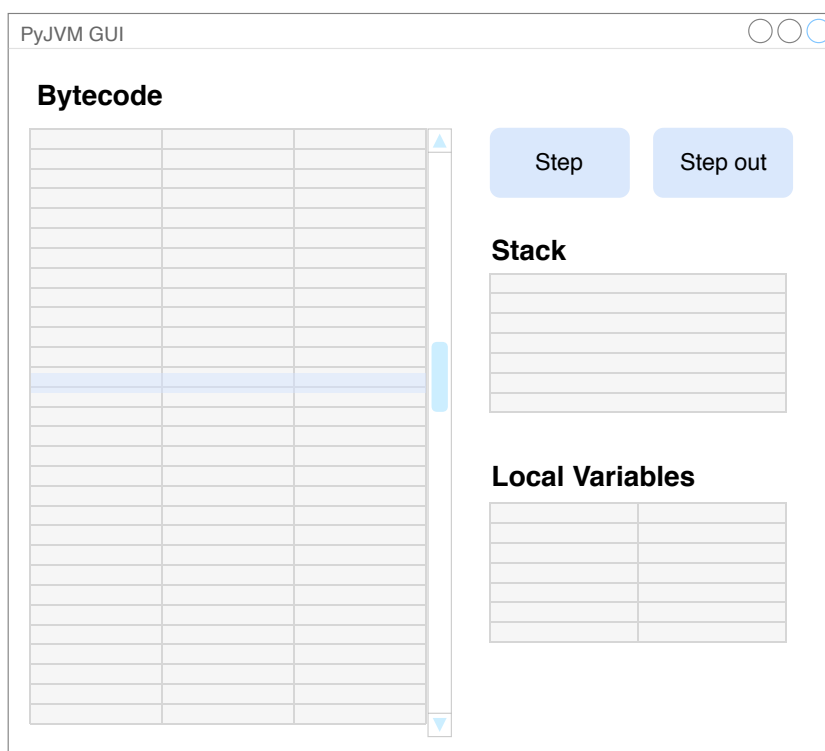 PyJVM GUI
Bytecode
Step
Step out
Stack
Local Variables